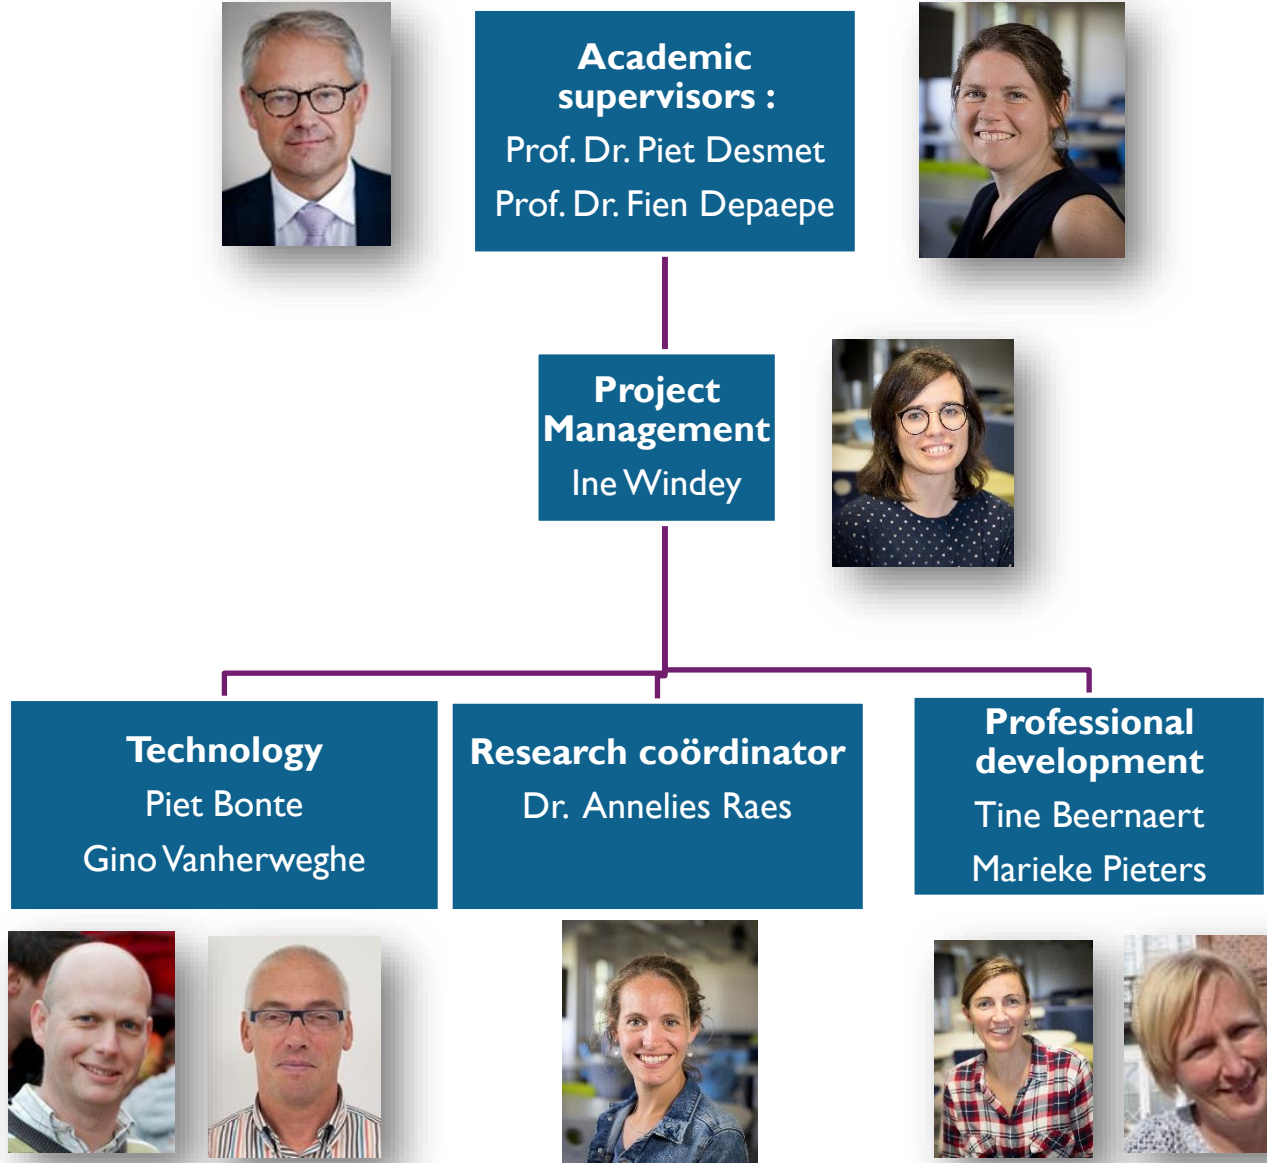 Academic
supervisors :
Prof. Dr. Piet Desmet
Prof. Dr. Fien Depaepe
Project
Management
Ine Windey
Technology
Piet Bonte
Gino Vanherweghe
Research coördinator
Dr. Annelies Raes
Professional
development
Tine Beernaert
Marieke Pieters